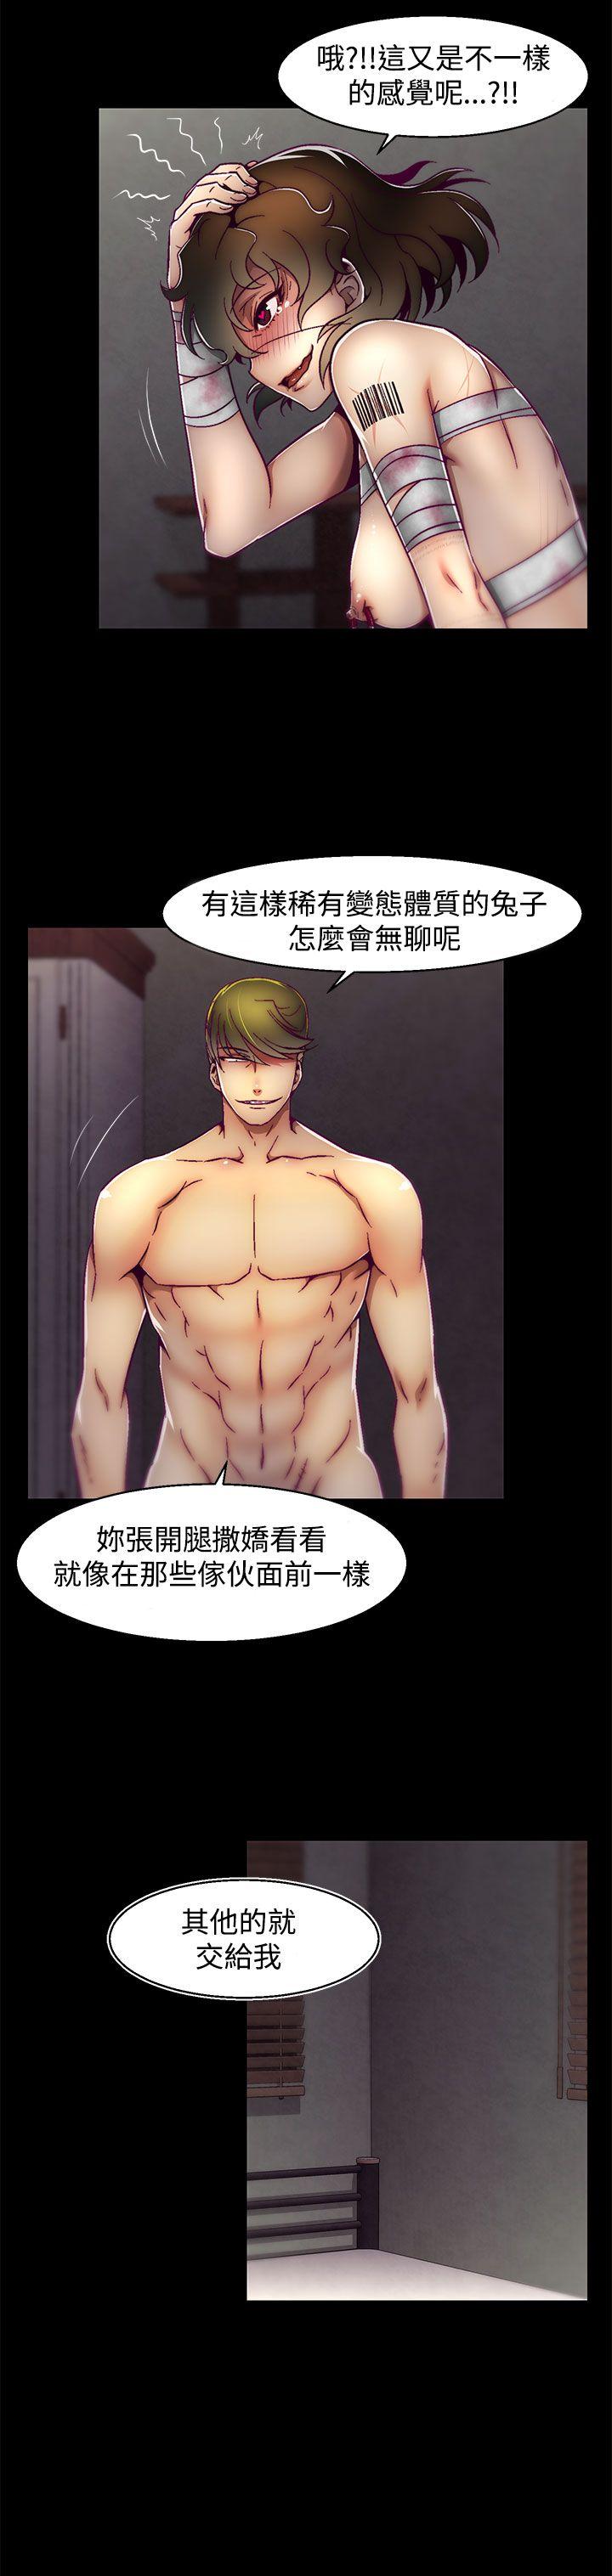 哦?!!這又是不一樣
的感覺呢...?!!
有這樣稀有變態體質的兔子
怎麼會無聊呢
妳張開腿撒嬌看看
就像在那些傢伙面前一樣
其他的就
交給我